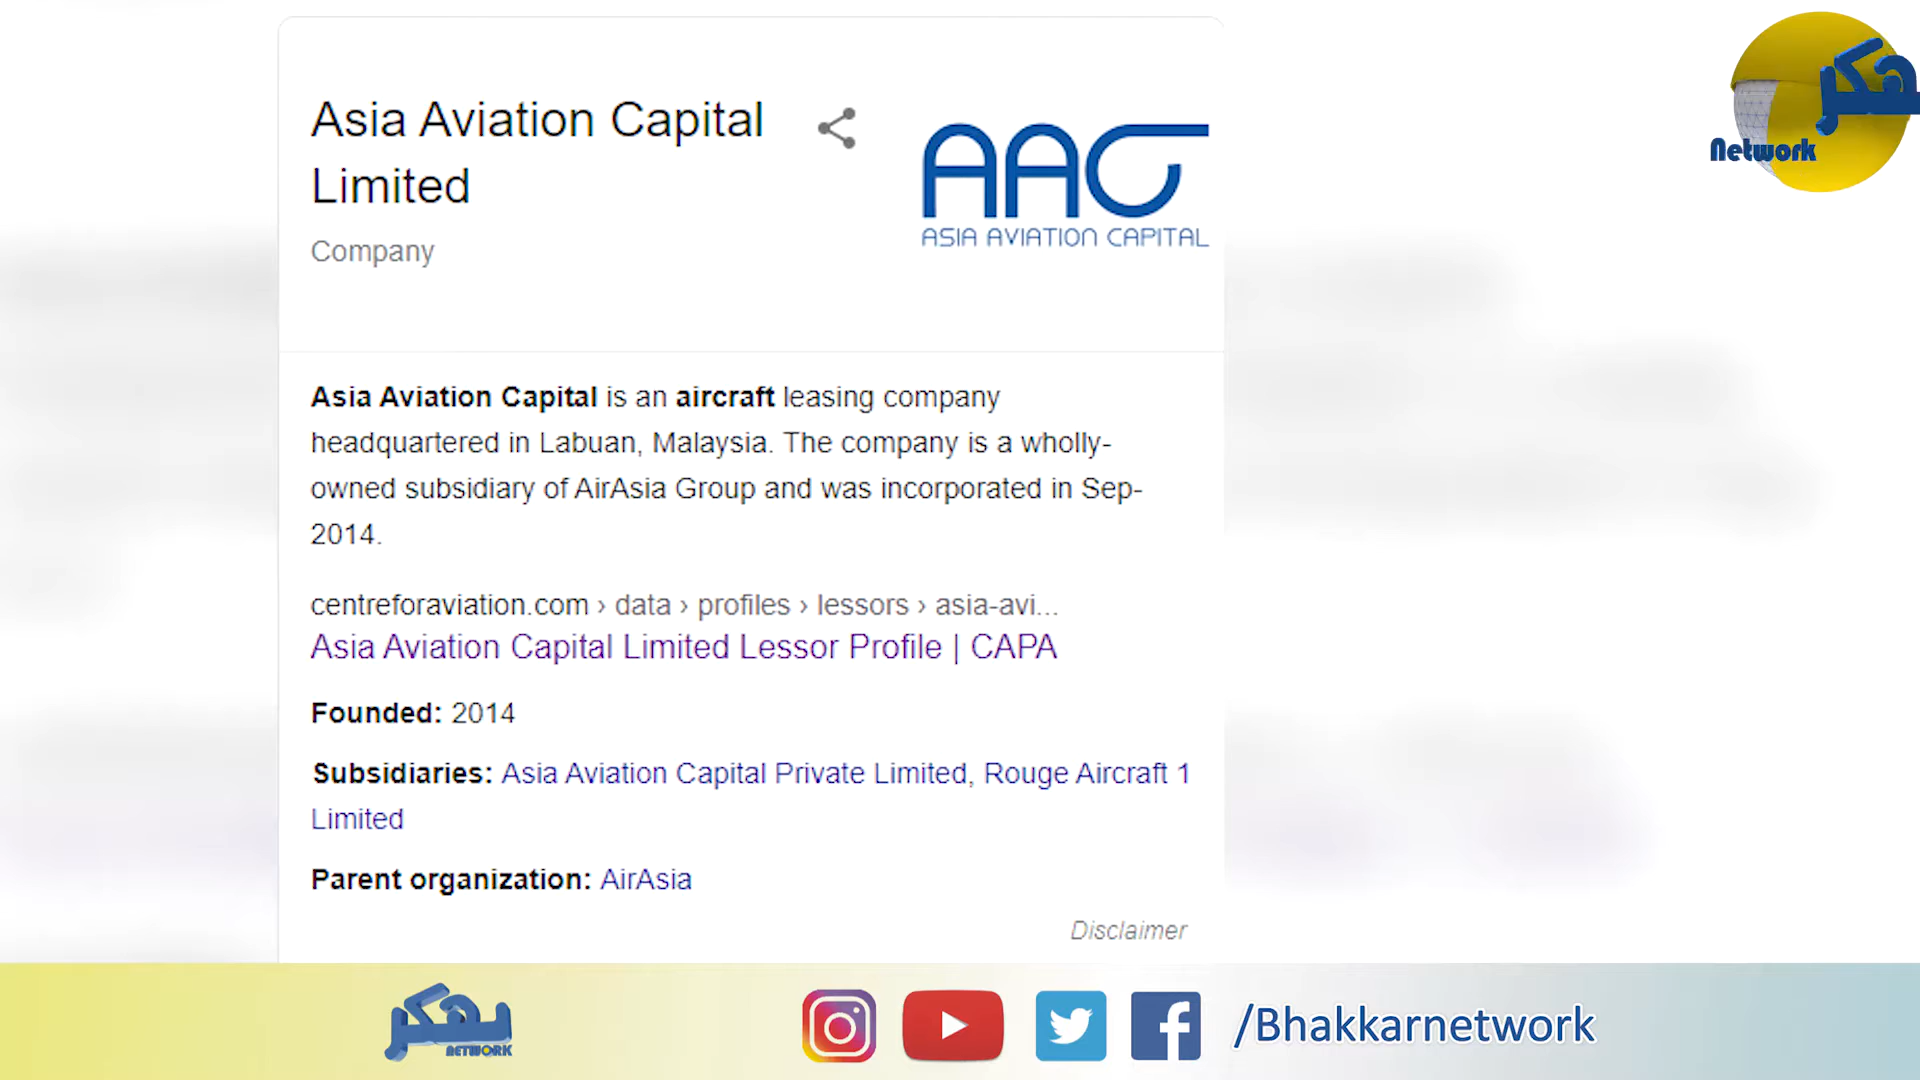 Asia Aviation Capital
Limited
Company
AAC
ASIA AVIATION CAPITAL
بھکر
Network
Asia Aviation Capital is an aircraft leasing company
headquartered in Labuan, Malaysia. The company is a wholly-
owned subsidiary of AirAsia Group and was incorporated in Sep-
2014.
centreforaviation.com › data › profiles › lessors › asia-avi...
Asia Aviation Capital Limited Lessor Profile | CAPA
Founded: 2014
Subsidiaries: Asia Aviation Capital Private Limited, Rouge Aircraft 1
Limited
Parent organization: AirAsia
Disclaimer
بھکر
NETWORK
/Bhakkarnetwork